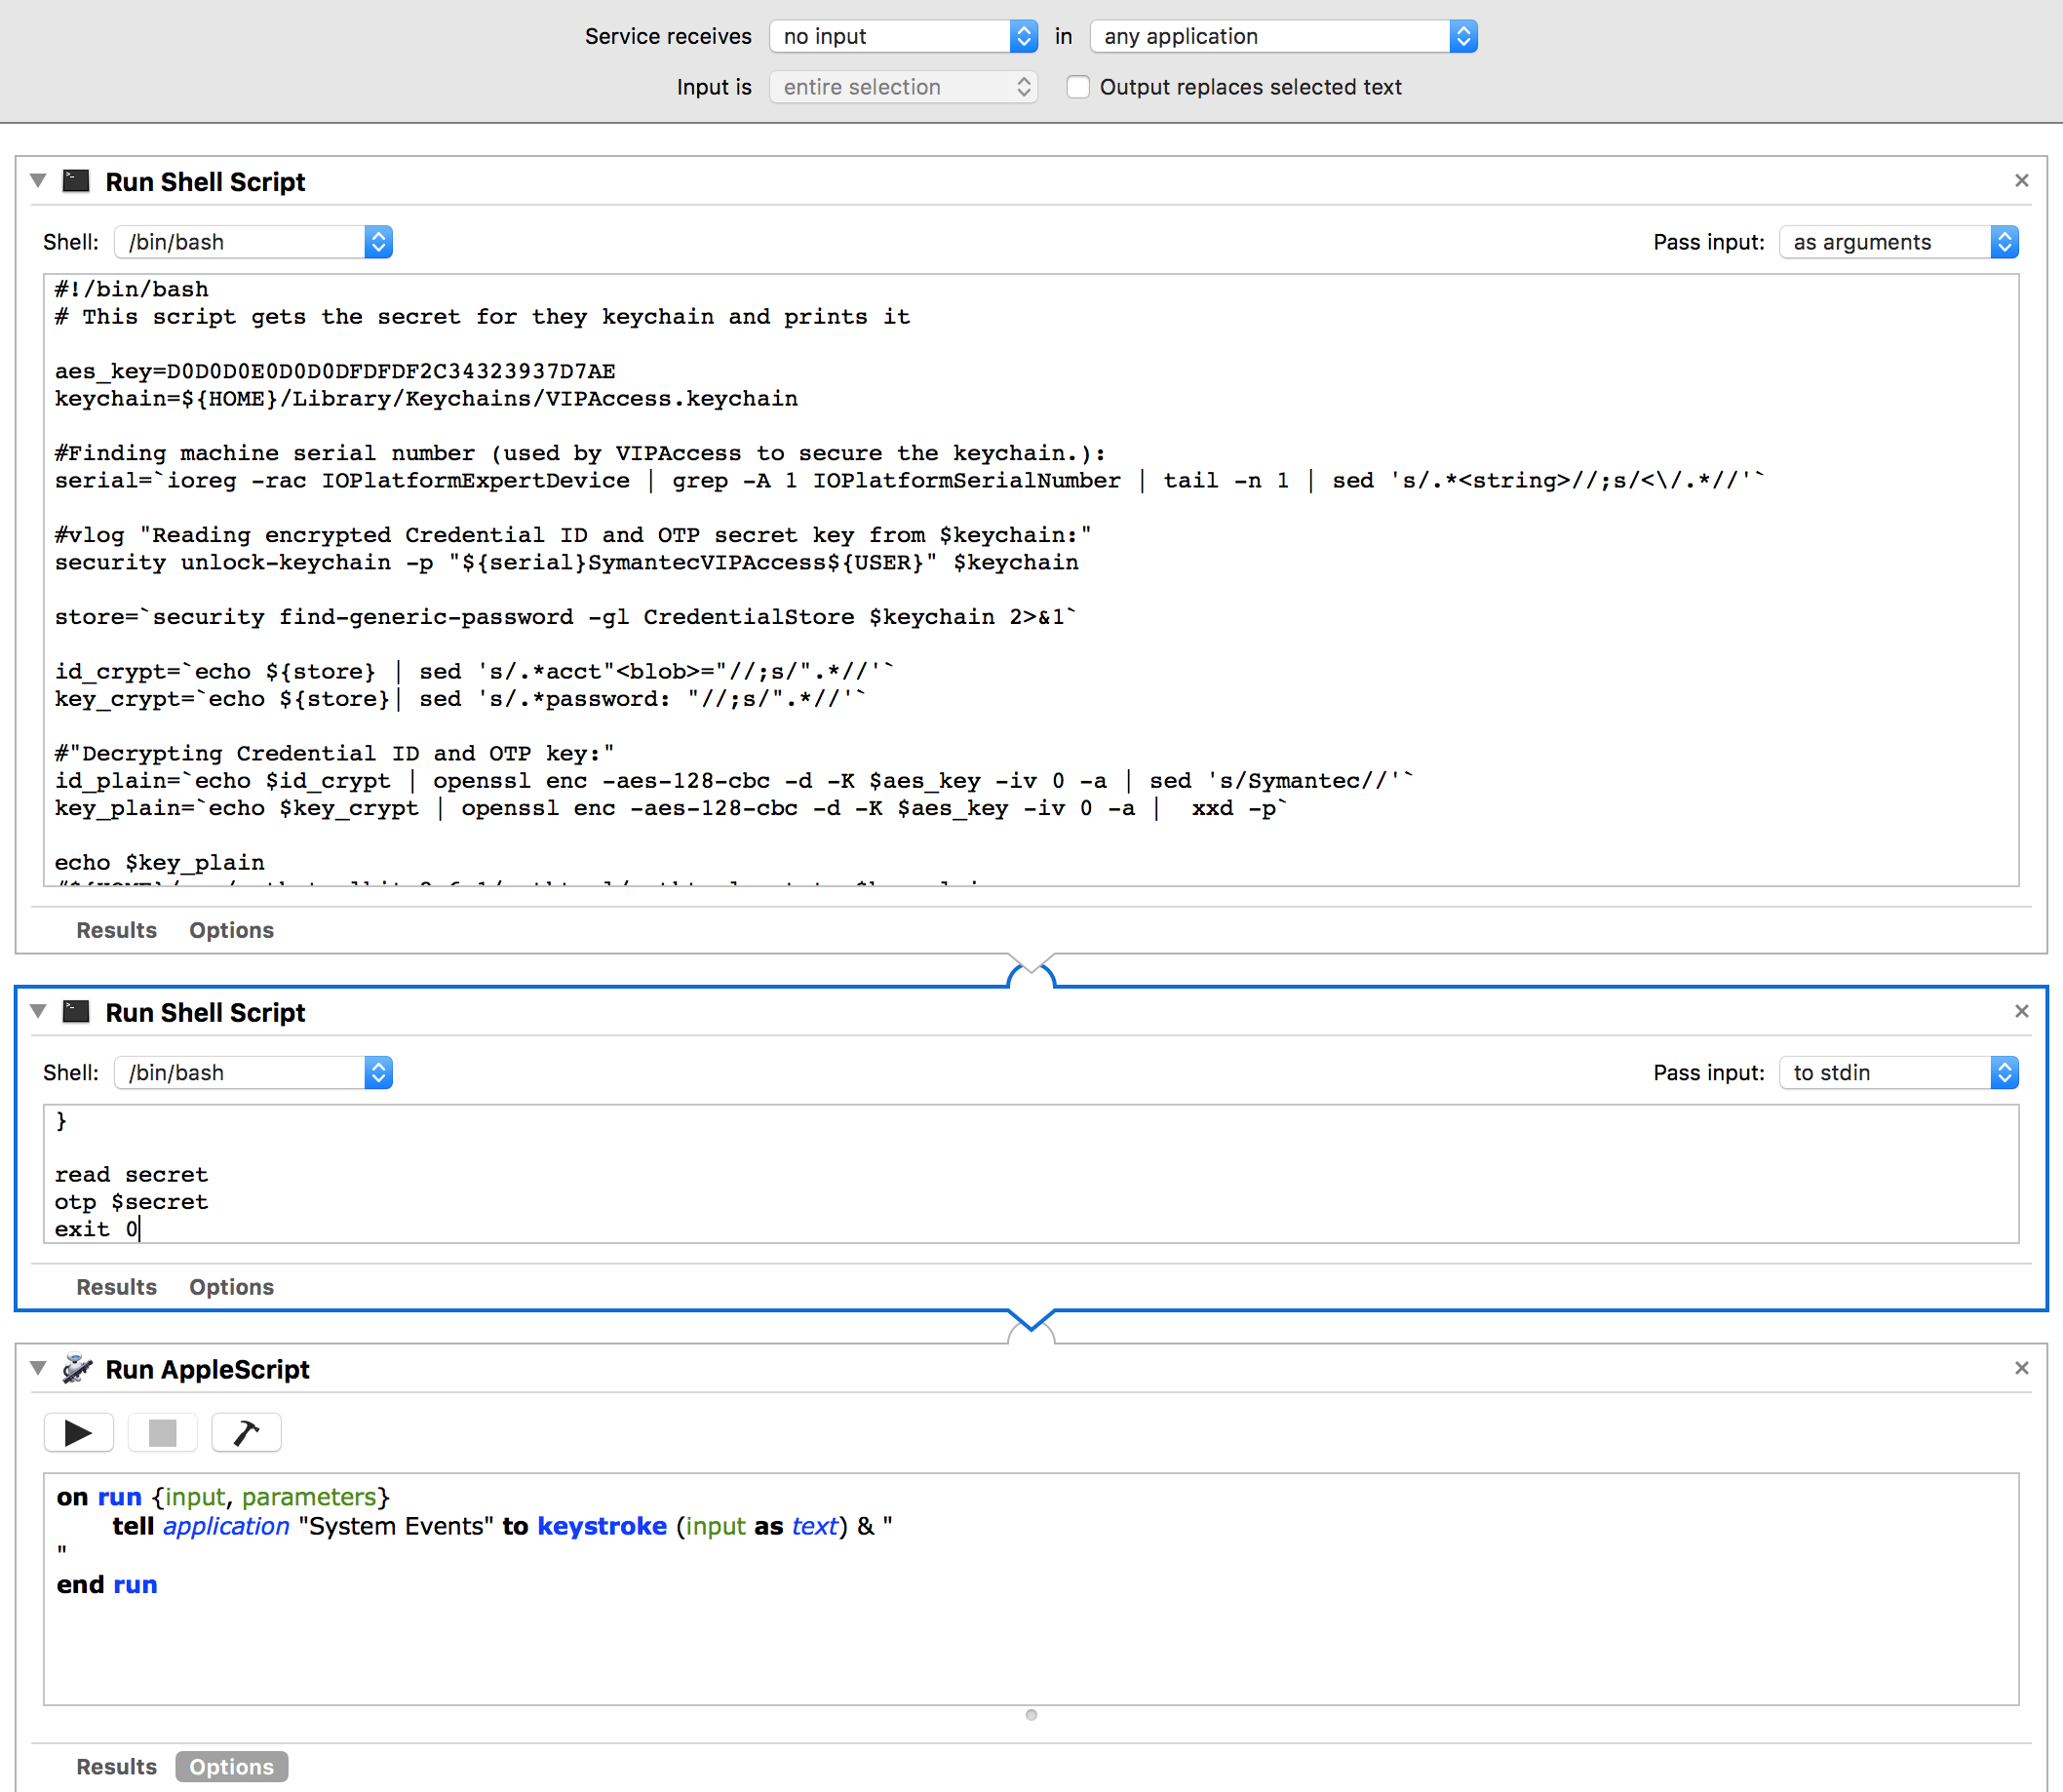 Service receives no input in any application
Input is entire selection Output replaces selected text
Run Shell Script
Shell: /bin/bash Pass input: as arguments
#!/bin/bash
# This script gets the secret for they keychain and prints it
aes_key=D0D0D0E0D0D0DFDFDF2C34323937D7AE
keychain=${HOME}/Library/Keychains/VIPAccess.keychain
#Finding machine serial number (used by VIPAccess to secure the keychain.):
serial=`ioreg -rac IOPlatformExpertDevice | grep -A 1 IOPlatformSerialNumber | tail -n 1 | sed 's/.*<string>//;s/<\/.*//'`
#vlog "Reading encrypted Credential ID and OTP secret key from $keychain:"
security unlock-keychain -p "${serial}SymantecVIPAccess${USER}" $keychain
store=`security find-generic-password -gl CredentialStore $keychain 2>&1`
id_crypt=`echo ${store} | sed 's/.*acct"<blob>="//;s/".*//'`
key_crypt=`echo ${store}| sed 's/.*password: "//;s/".*//'`
#"Decrypting Credential ID and OTP key:"
id_plain=`echo $id_crypt | openssl enc -aes-128-cbc -d -K $aes_key -iv 0 -a | sed 's/Symantec//'`
key_plain=`echo $key_crypt | openssl enc -aes-128-cbc -d -K $aes_key -iv 0 -a |  xxd -p`
echo $key_plain
Results Options
Run Shell Script
Shell: /bin/bash Pass input: to stdin
}
read secret
otp $secret
exit 0
Results Options
Run AppleScript
on run {input, parameters}
tell application "System Events" to keystroke (input as text) & "
"
end run
Results Options